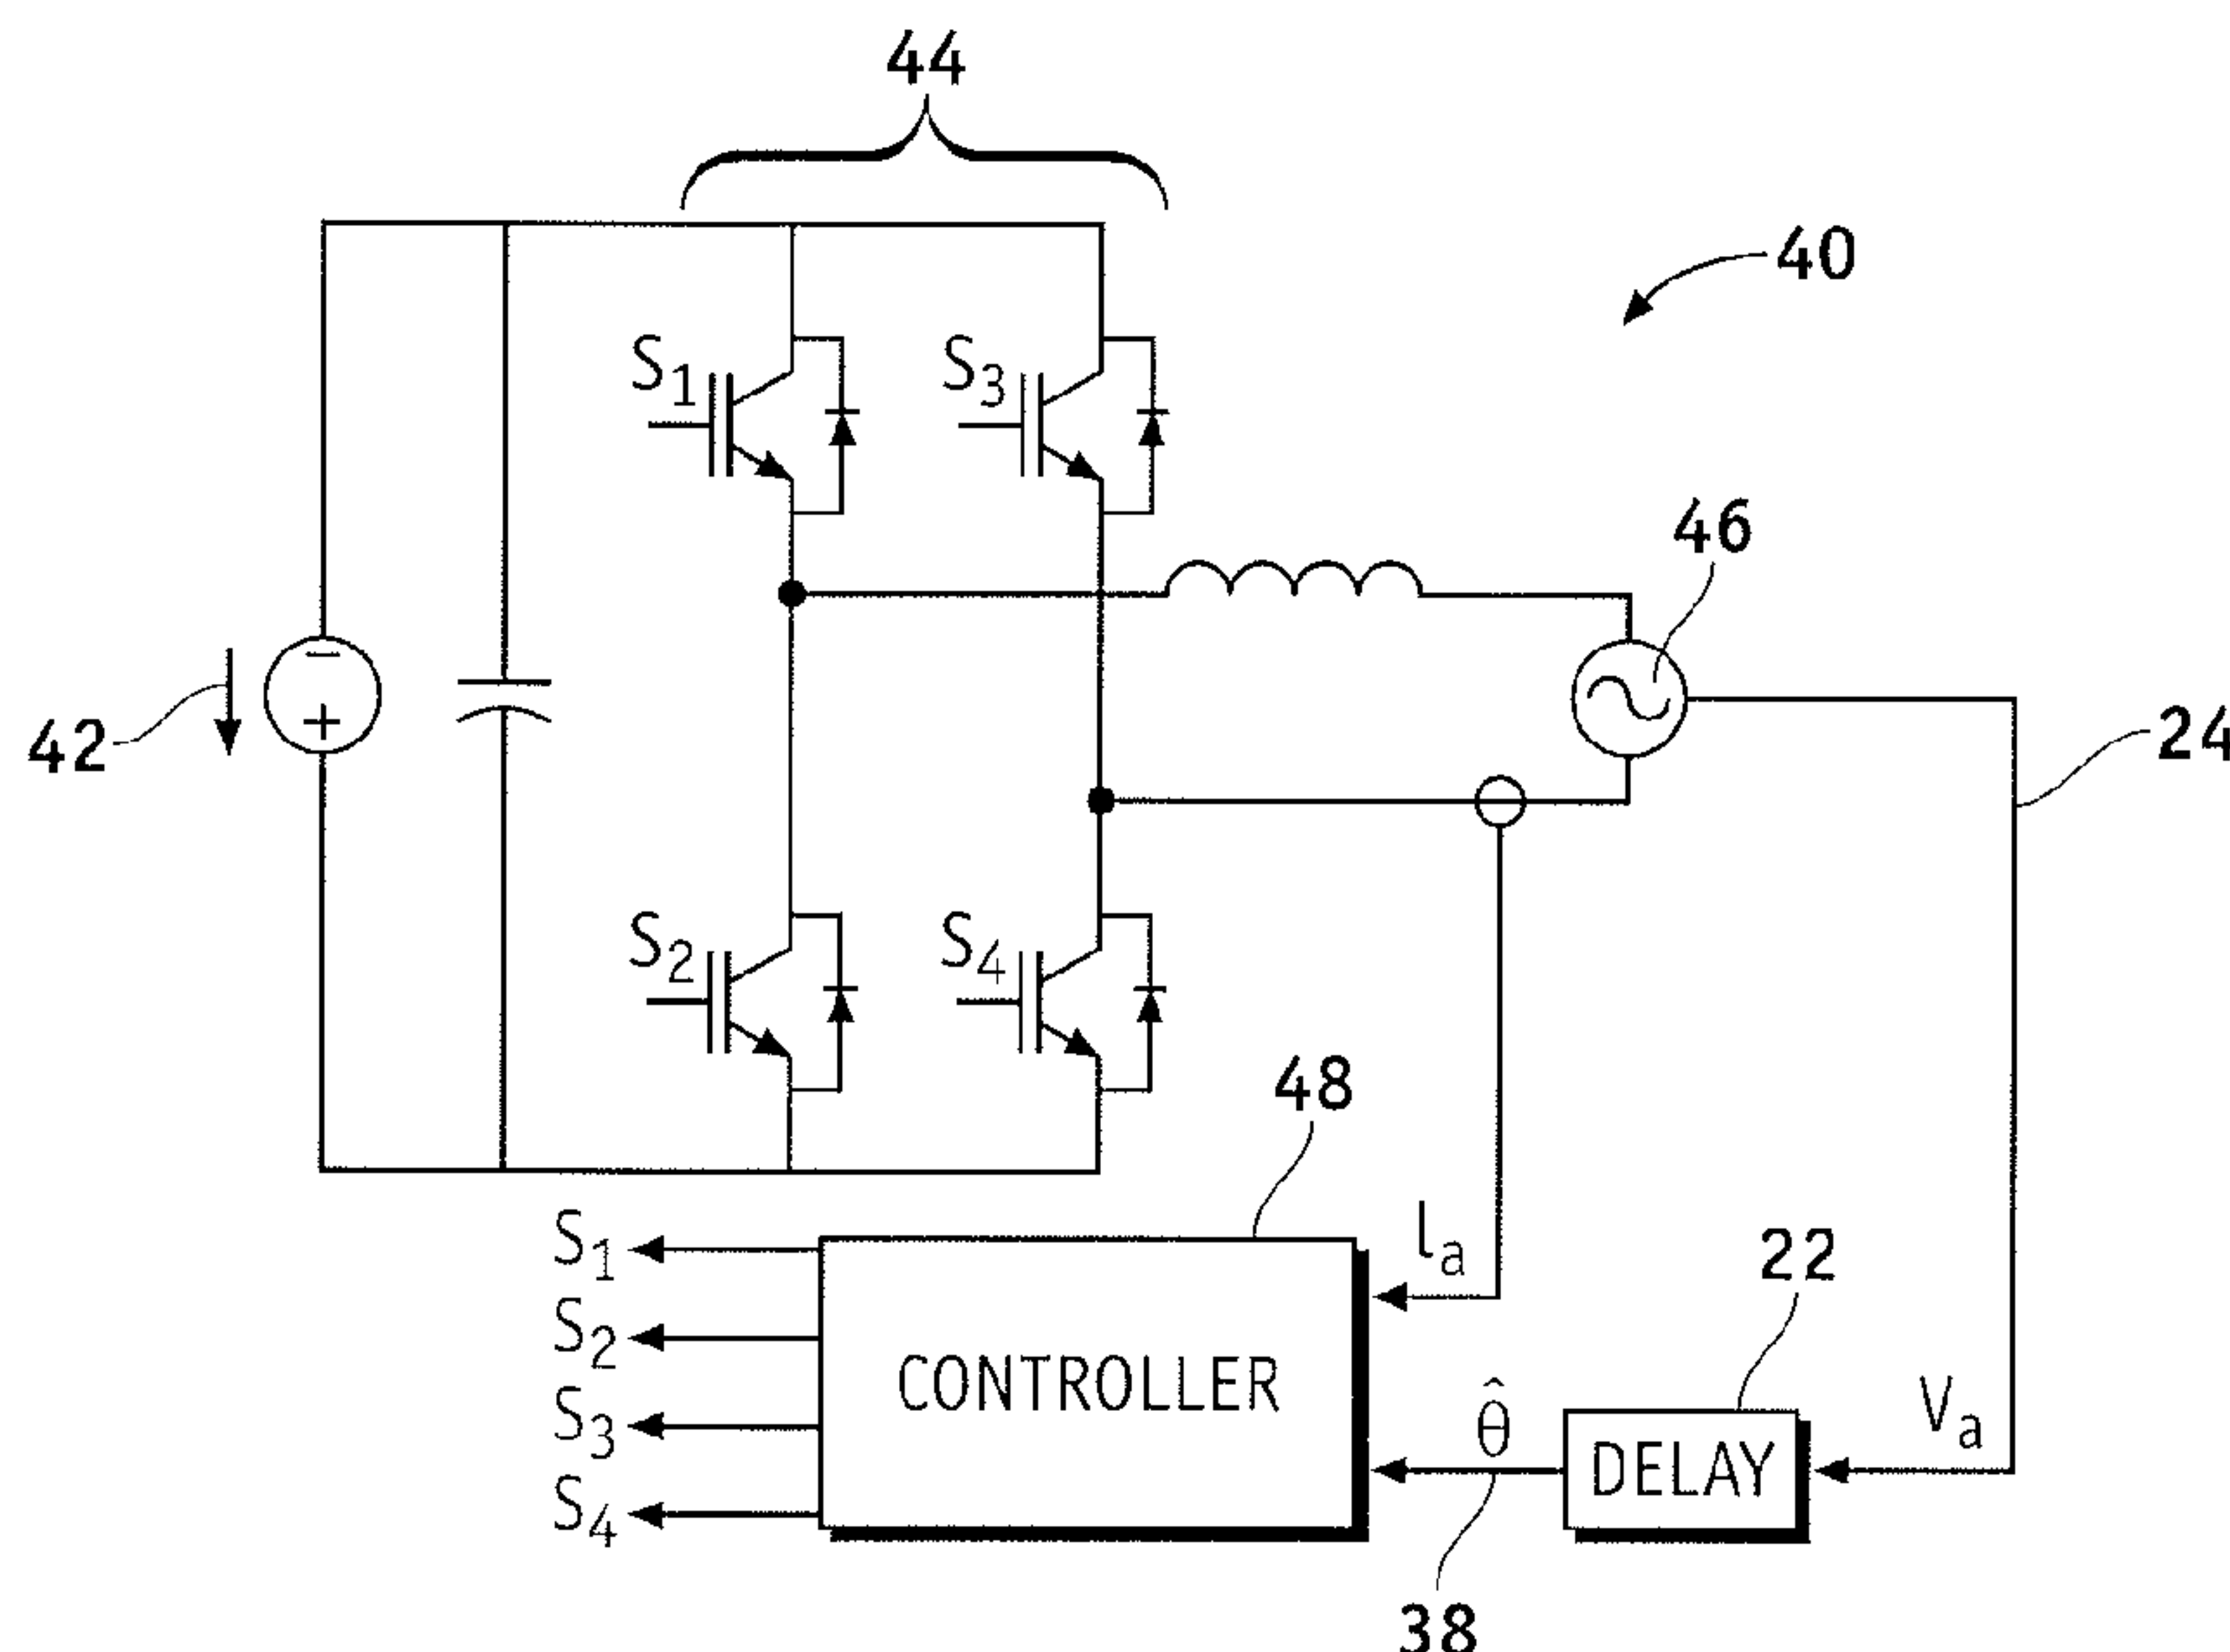 44
40
S1
S3
46
42
−
+
24
S2
S4
48
Ia
22
S1
S2
CONTROLLER
θ̂
Va
S3
DELAY
S4
38